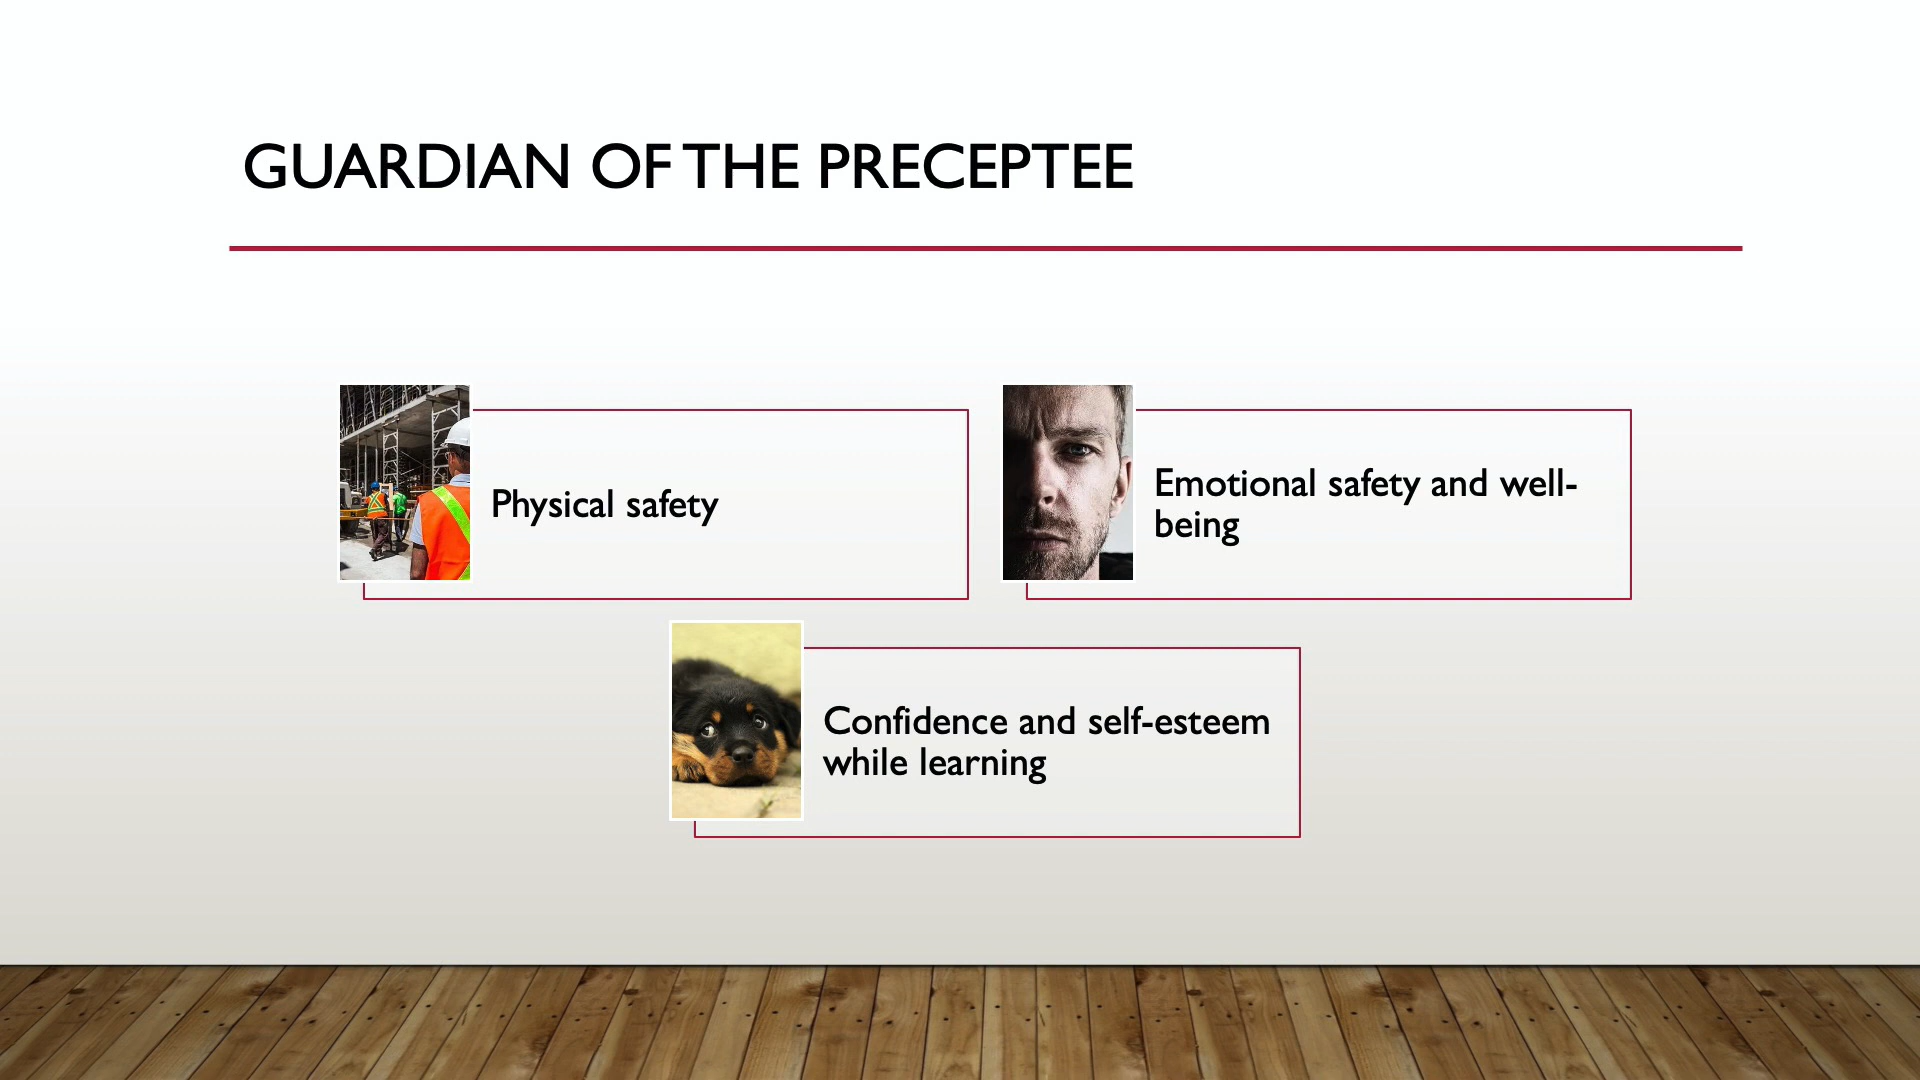 GUARDIAN OF THE PRECEPTEE
Physical safety
Emotional safety and well-
being
Confidence and self-esteem
while learning